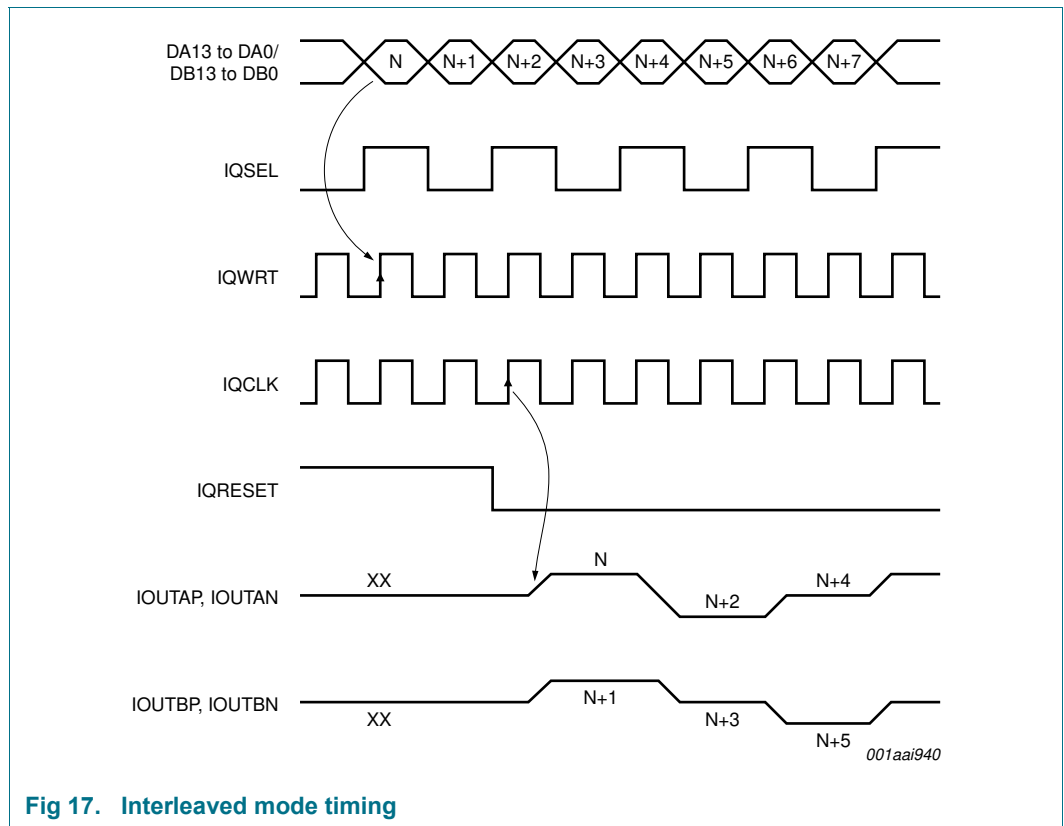 DA13 to DA0/
DB13 to DB0
N N+1 N+2 N+3 N+4 N+5 N+6 N+7
IQSEL
IQWRT
IQCLK
IQRESET
IOUTAP, IOUTAN
XX N N+2 N+4
IOUTBP, IOUTBN
XX N+1 N+3 N+5
001aai940
Fig 17. Interleaved mode timing